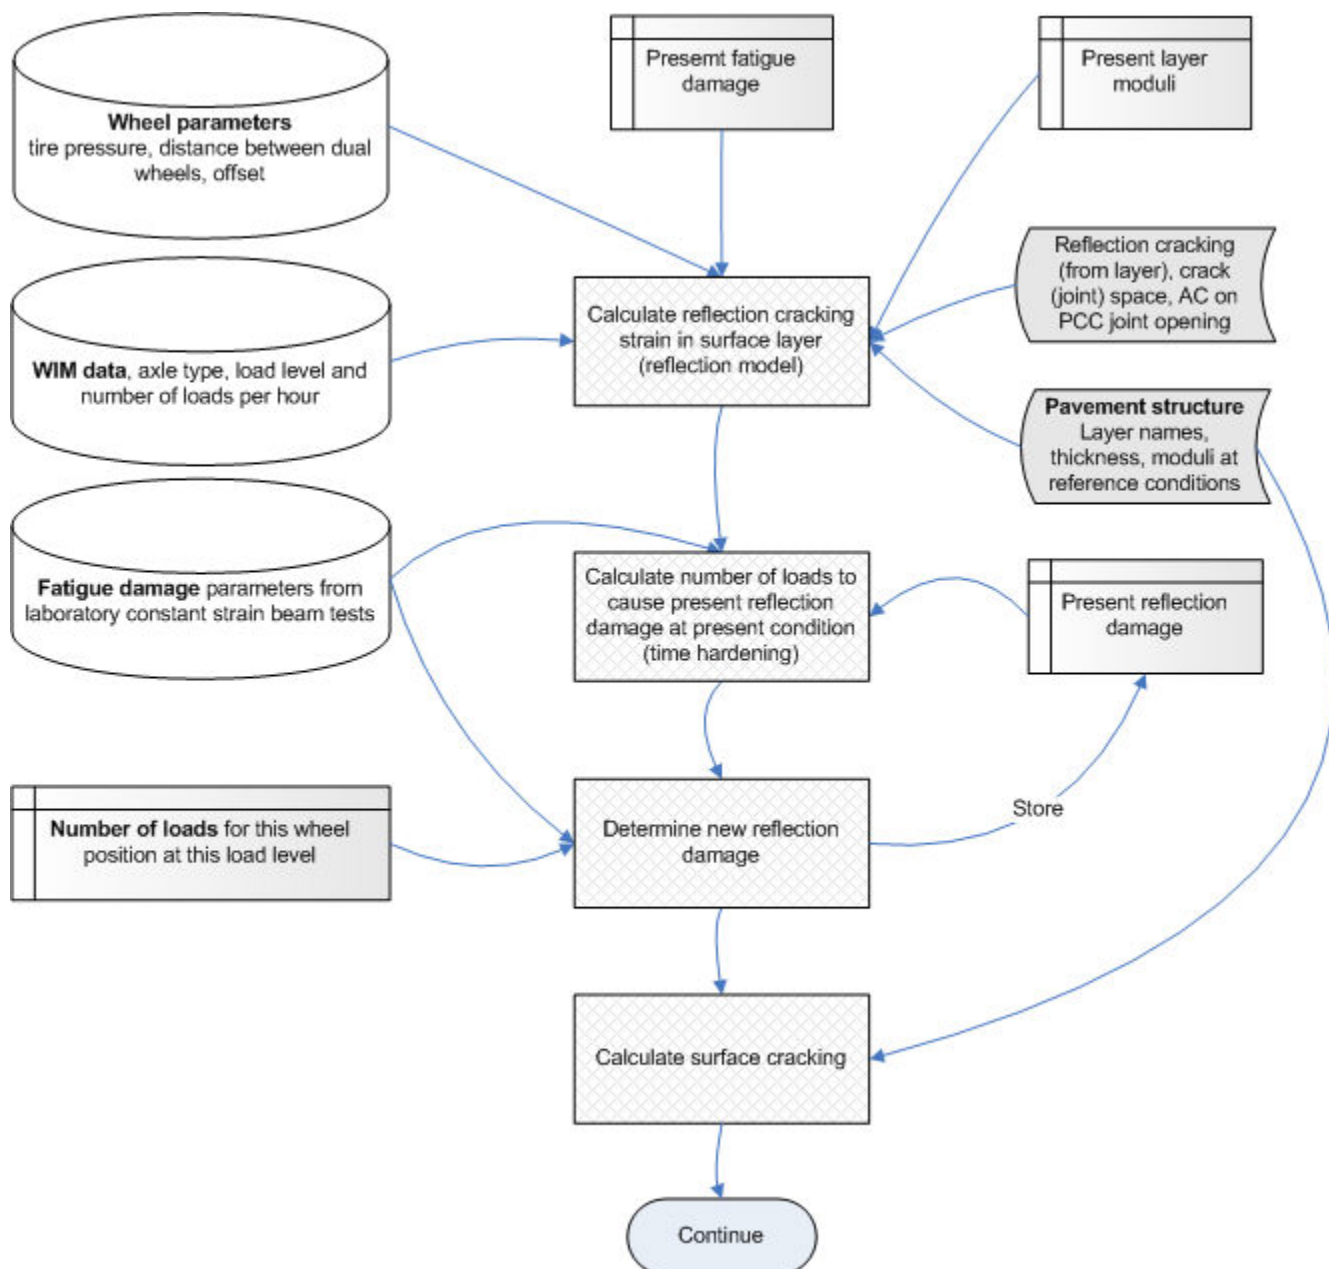 Presemt fatigue
damage
Present layer
moduli
Wheel parameters
tire pressure, distance between dual
wheels, offset
Reflection cracking
(from layer), crack
(joint) space, AC on
PCC joint opening
Calculate reflection cracking
strain in surface layer
(reflection model)
WIM data, axle type, load level and
number of loads per hour
Pavement structure
Layer names,
thickness, moduli at
reference conditions
Fatigue damage parameters from
laboratory constant strain beam tests
Calculate number of loads to
cause present reflection
damage at present condition
(time hardening)
Present reflection
damage
Number of loads for this wheel
position at this load level
Determine new reflection
damage
Store
Calculate surface cracking
Continue